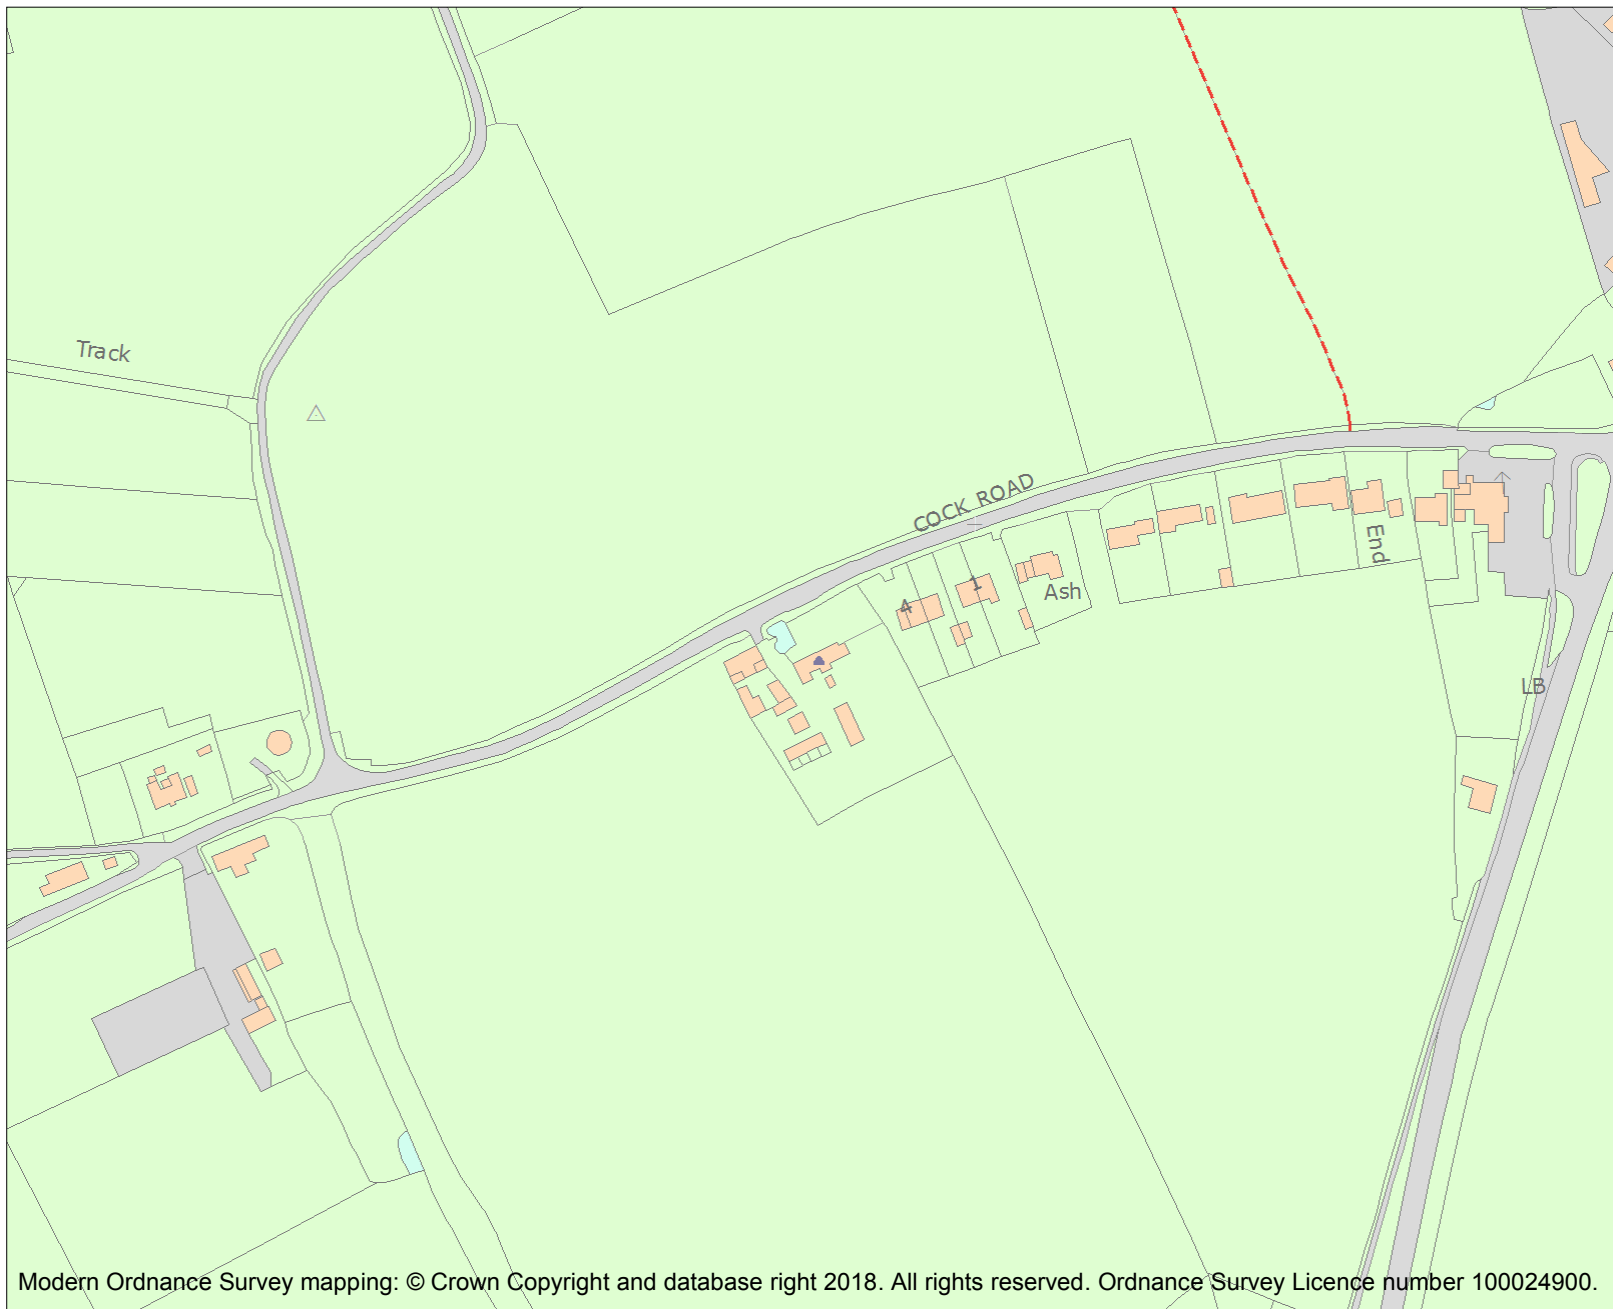 Track
COCK ROAD
End
1
4
Ash
LB
Modern Ordnance Survey mapping: © Crown Copyright and database right 2018. All rights reserved. Ordnance Survey Licence number 100024900.